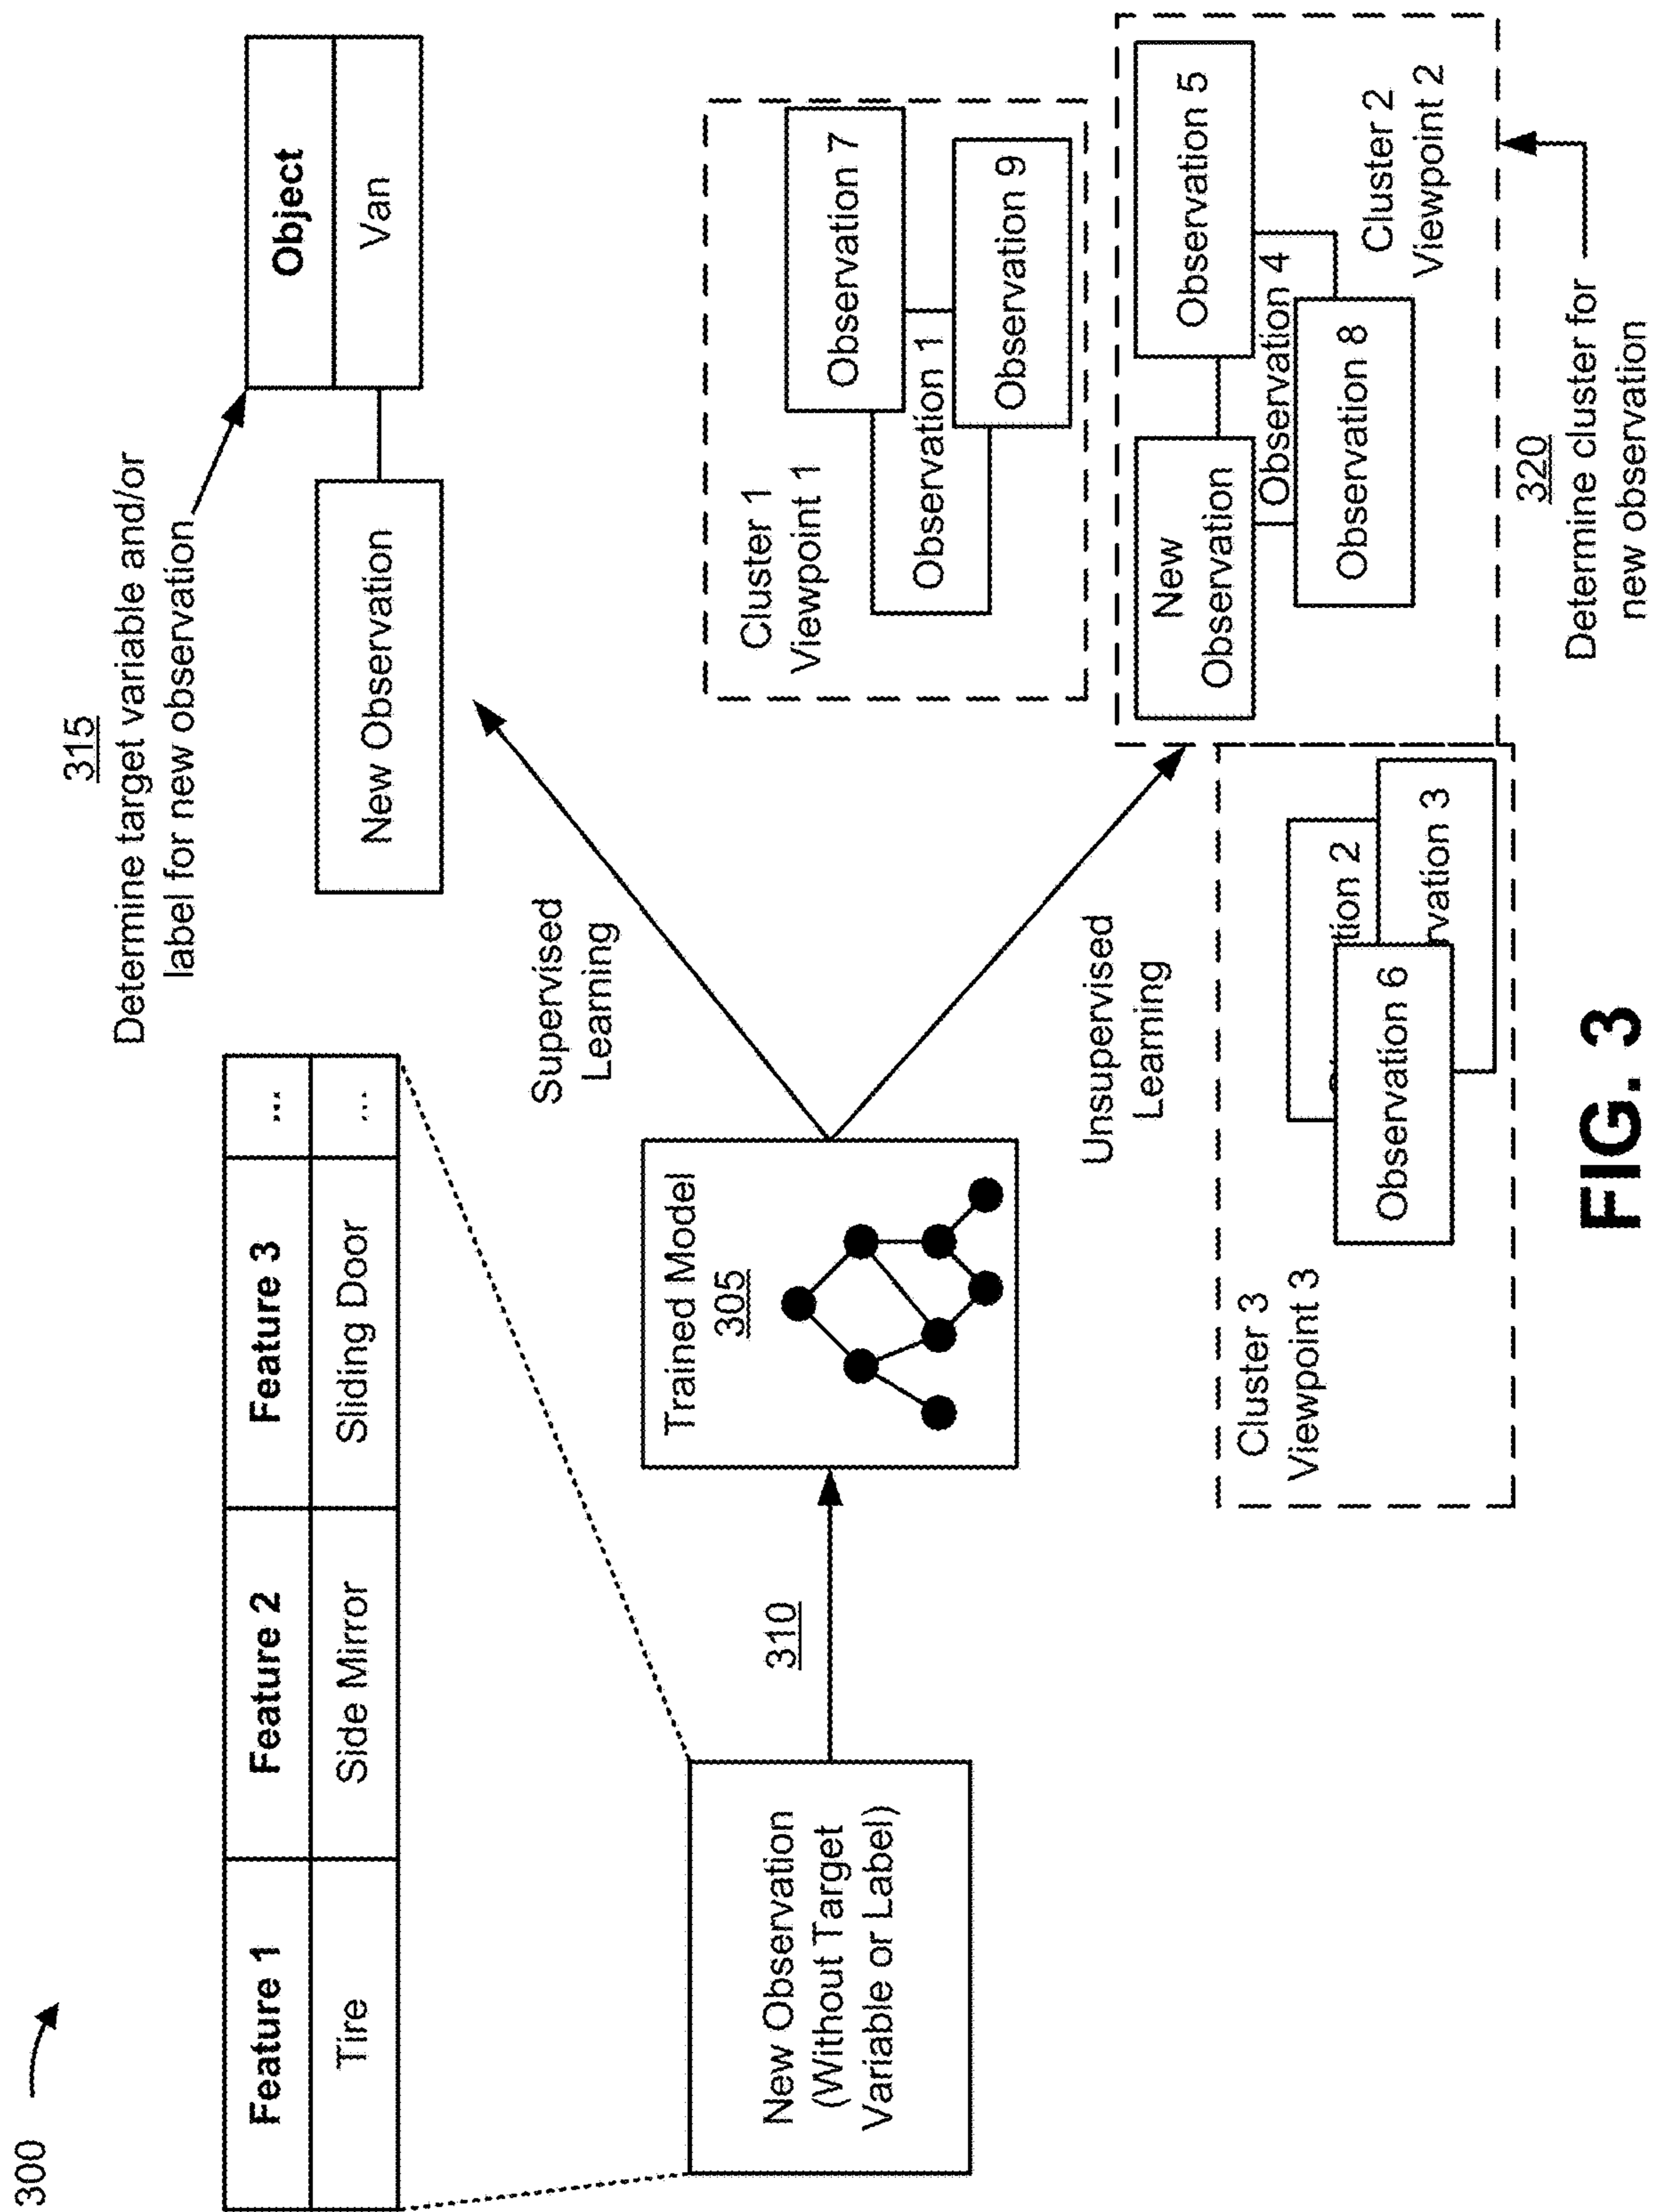 300
Feature 1 Feature 2 Feature 3 ...
Tire Side Mirror Sliding Door ...
315
Determine target variable and/or
label for new observation
Object
Van
New Observation
New Observation
(Without Target
Variable or Label)
310
Trained Model
305
Supervised
Learning
Unsupervised
Learning
Cluster 1
Viewpoint 1
Observation 7
Observation 1
Observation 9
New
Observation
Observation 5
Observation 4
Observation 8
Cluster 2
Viewpoint 2
Cluster 3
Viewpoint 3
tion 2
rvation 3
Observation 6
320
Determine cluster for
new observation
FIG. 3